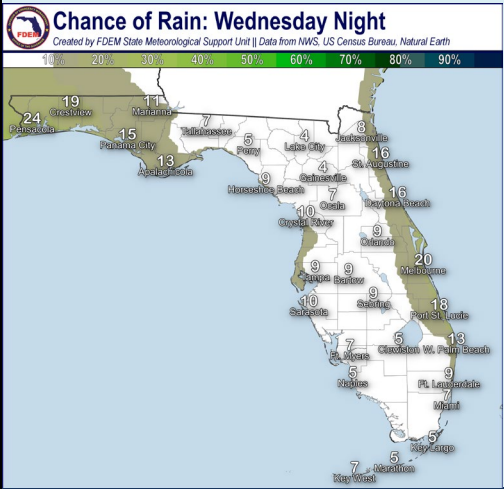 FDEM
Chance of Rain: Wednesday Night
Created by FDEM State Meteorological Support Unit || Data from NWS, US Census Bureau, Natural Earth
10% 20% 30% 40% 50% 60% 70% 80% 90%
24
Pensacola
19
Crestview
11
Marianna
15
Panama City
13
Apalachicola
7
Tallahassee
5
Perry
4
Lake City
8
Jacksonville
16
St. Augustine
4
Gainesville
9
Horseshoe Beach
7
Ocala
16
Daytona Beach
10
Crystal River
9
Orlando
20
Melbourne
9
Tampa
9
Bartow
9
Sebring
10
Sarasota
18
Port St. Lucie
7
Ft. Myers
5
Clewiston
13
W. Palm Beach
5
Naples
9
Ft. Lauderdale
7
Miami
5
Key Largo
5
Marathon
7
Key West